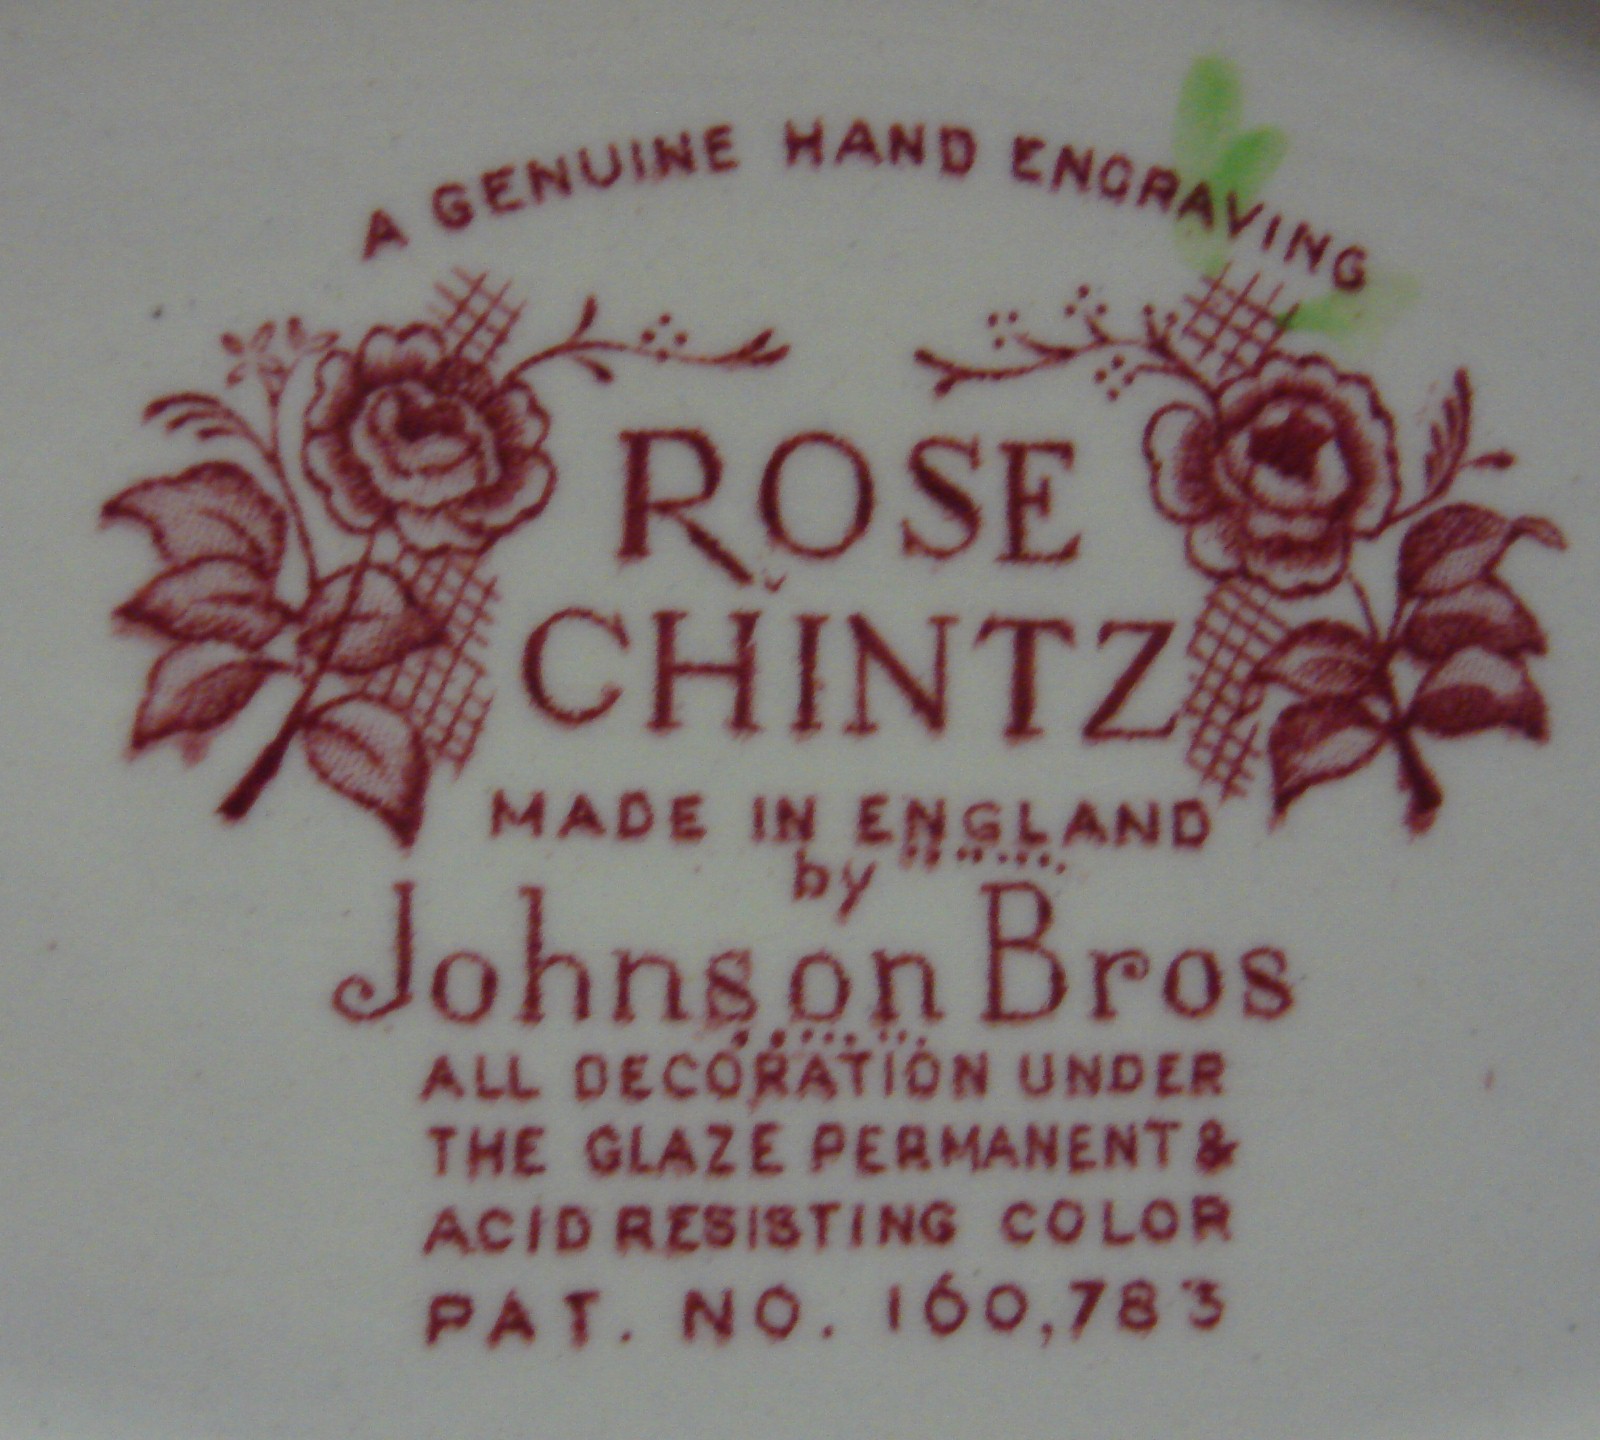 A GENUINE HAND ENGRAVING
ROSE
CHINTZ
MADE IN ENGLAND
by
Johnson Bros
ALL DECORATION UNDER
THE GLAZE PERMANENT &
ACID RESISTING COLOR
PAT. NO. 160,783